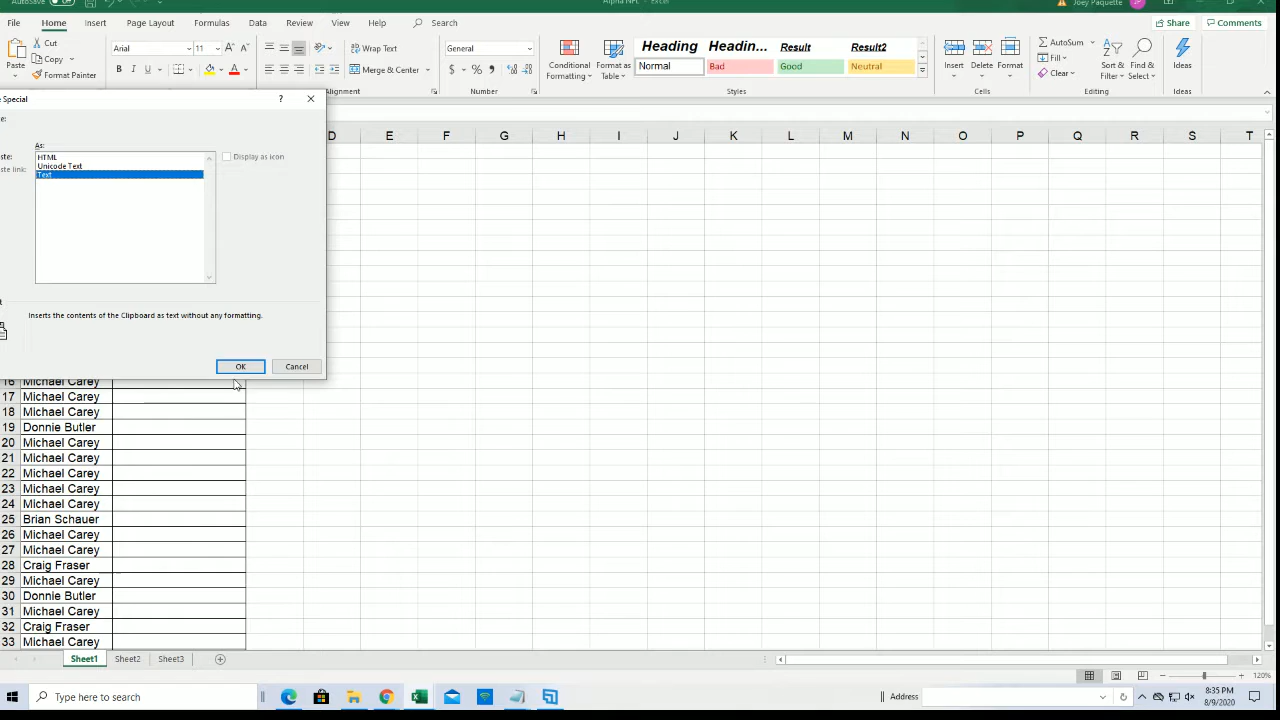 AutoSave
Alpha NFC - Excel
Joey Paquette
JP
File Home Insert Page Layout Formulas Data Review View Help Search Share Comments
Paste
Cut
Copy
Format Painter
Arial 11
B I U
Wrap Text
Merge & Center
Alignment
General
$ % ,
Number
Conditional Formatting
Format as Table
Heading Headin... Result Result2
Normal Bad Good Neutral
Insert Delete Format
Cells
AutoSum
Fill
Clear
Sort & Filter
Find & Select
Editing
Ideas
Ideas
Special ?
As:
HTML
Unicode Text
Text
Display as icon
Inserts the contents of the Clipboard as text without any formatting.
OK Cancel
D E F G H I J K L M N O P Q R S T
16 Michael Carey
17 Michael Carey
18 Michael Carey
19 Donnie Butler
20 Michael Carey
21 Michael Carey
22 Michael Carey
23 Michael Carey
24 Michael Carey
25 Brian Schauer
26 Michael Carey
27 Michael Carey
28 Craig Fraser
29 Michael Carey
30 Donnie Butler
31 Michael Carey
32 Craig Fraser
33 Michael Carey
Sheet1 Sheet2 Sheet3
120%
Type here to search
Address
8:35 PM
8/9/2020